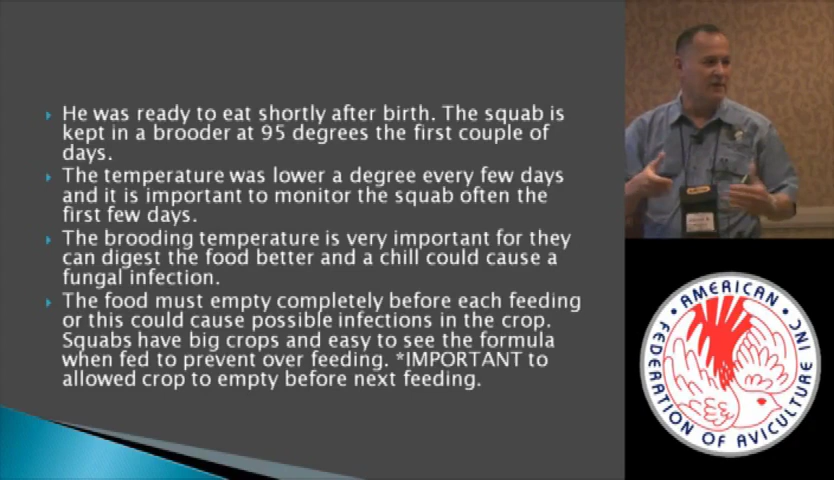 He was ready to eat shortly after birth. The squab is
kept in a brooder at 95 degrees the first couple of
days.
The temperature was lower a degree every few days
and it is important to monitor the squab often the
first few days.
The brooding temperature is very important for they
can digest the food better and a chill could cause a
fungal infection.
The food must empty completely before each feeding
or this could cause possible infections in the crop.
Squabs have big crops and easy to see the formula
when fed to prevent over feeding. *IMPORTANT to
allowed crop to empty before next feeding.
AMERICAN
FEDERATION OF AVICULTURE INC